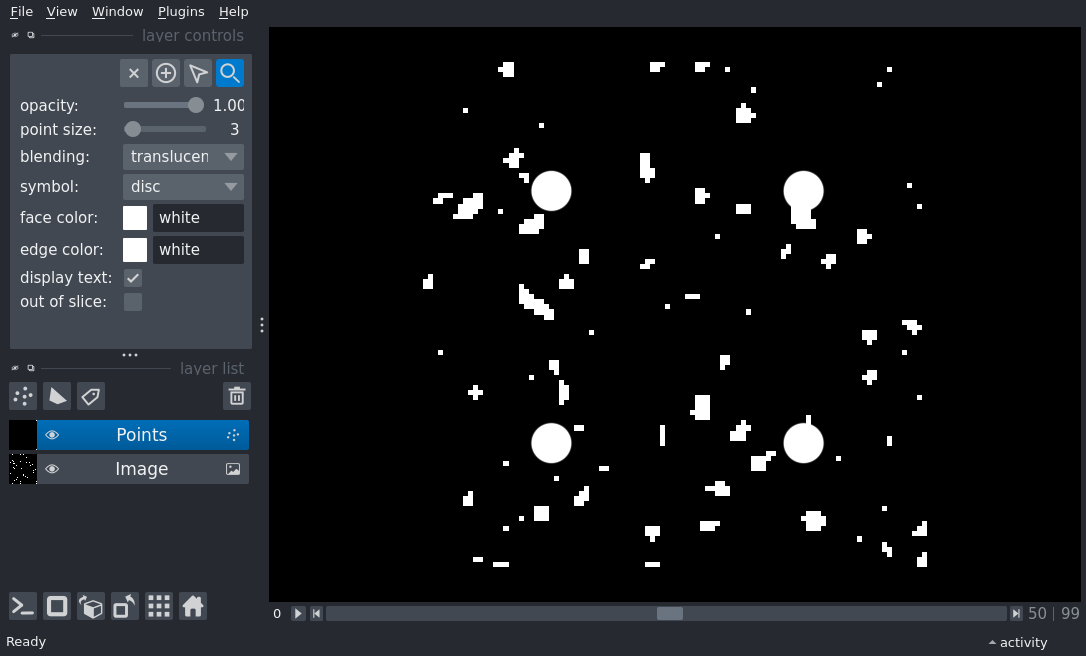 File View Window Plugins Help
layer controls
opacity: 1.00
point size: 3
blending: translucen
symbol: disc
face color: white
edge color: white
display text:
out of slice:
layer list
Points
Image
0 50 | 99
Ready activity